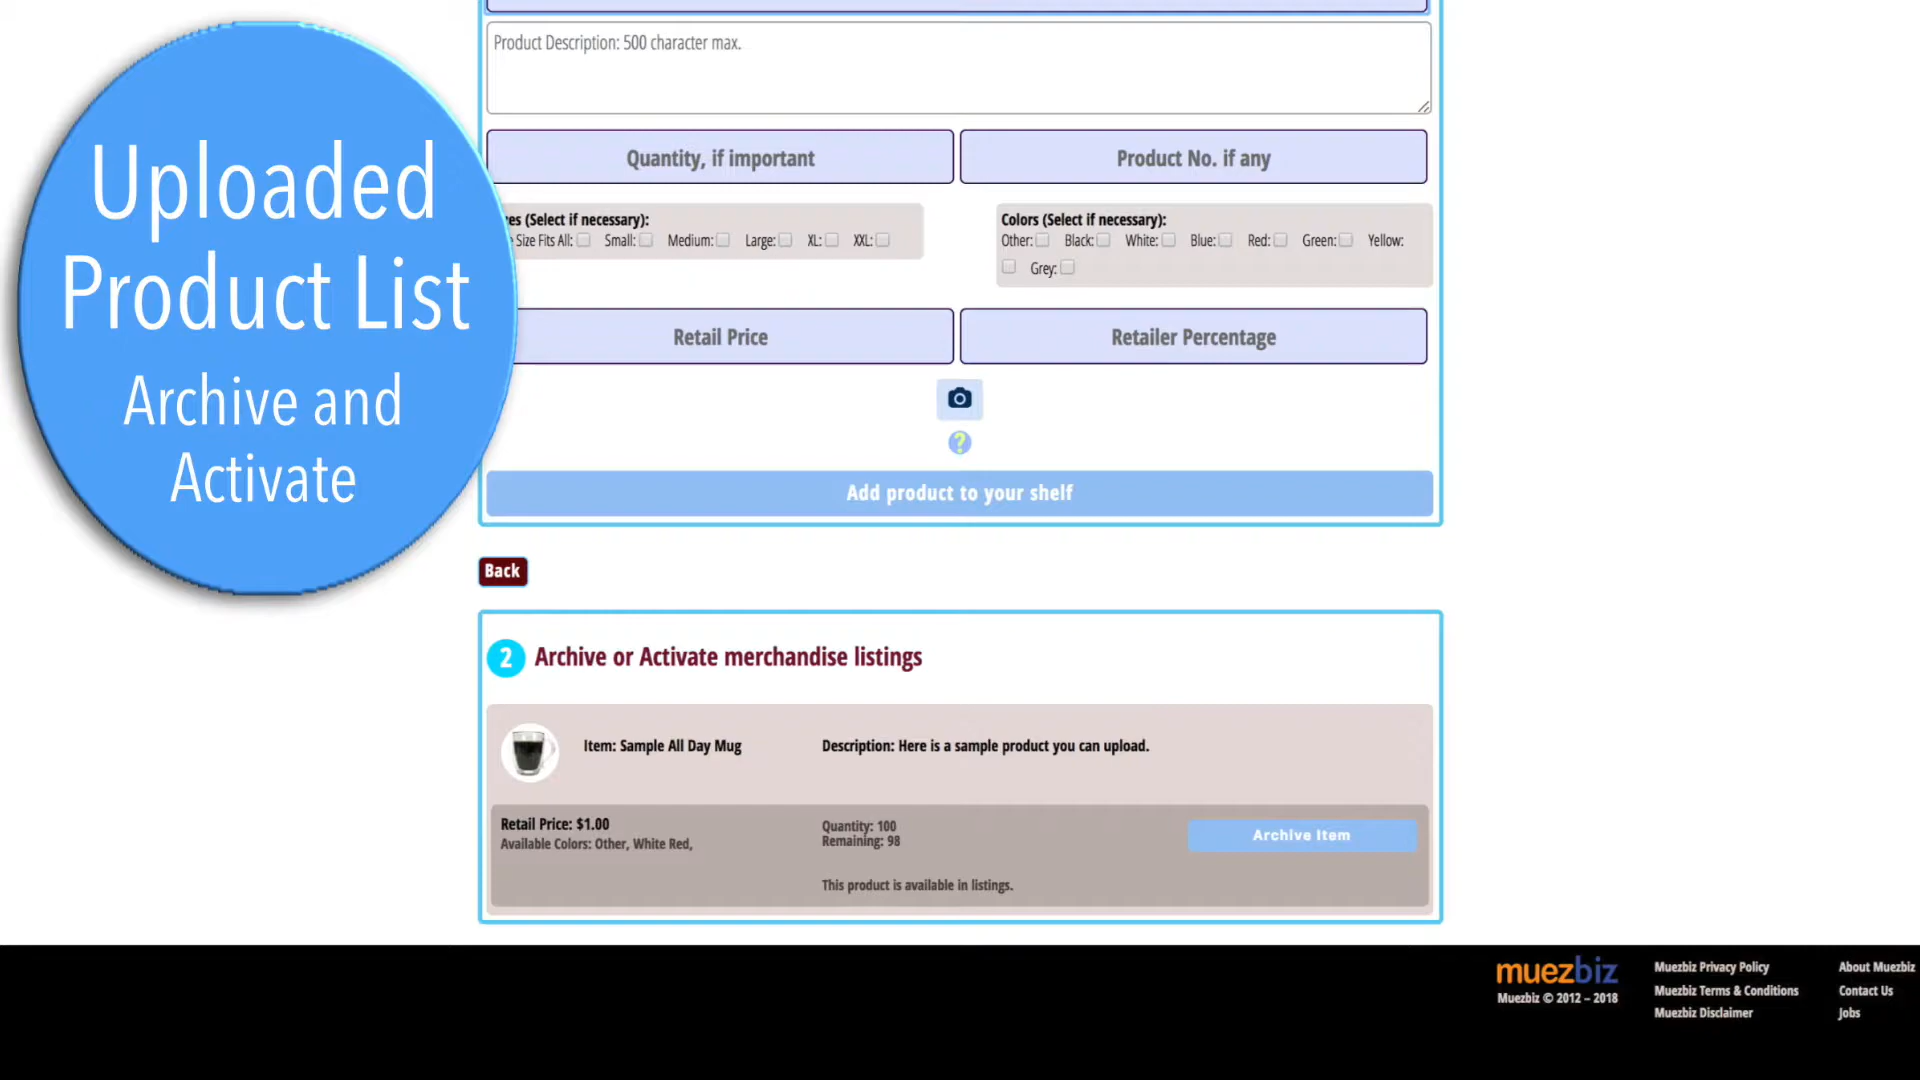 Uploaded
Product List
Archive and
Activate
Product Description: 500 character max.
Quantity, if important
Product No. if any
(Select if necessary):
Size Fits All: Small: Medium: Large: XL: XXL:
Colors (Select if necessary):
Other: Black: White: Blue: Red: Green: Yellow:
Grey:
Retail Price
Retailer Percentage
?
Add product to your shelf
Back
2 Archive or Activate merchandise listings
Item: Sample All Day Mug
Description: Here is a sample product you can upload.
Retail Price: $1.00
Available Colors: Other, White Red,
Quantity: 100
Remaining: 98
Archive Item
This product is available in listings.
muezbiz
Muezbiz © 2012 – 2018
Muezbiz Privacy Policy
Muezbiz Terms & Conditions
Muezbiz Disclaimer
About Muezbiz
Contact Us
Jobs